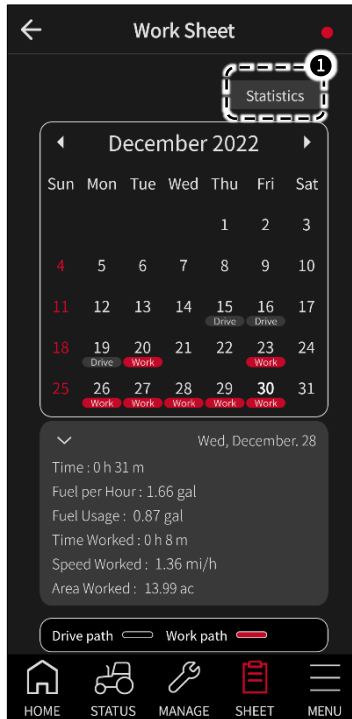 Work Sheet
1
Statistics
December 2022
Sun Mon Tue Wed Thu Fri Sat
1 2 3
4 5 6 7 8 9 10
11 12 13 14 15 16 17
Drive Drive
18 19 20 21 22 23 24
Drive Work Work
25 26 27 28 29 30 31
Work Work Work Work Work
Wed, December. 28
Time : 0 h 31 m
Fuel per Hour : 1.66 gal
Fuel Usage : 0.87 gal
Time Worked : 0 h 8 m
Speed Worked : 1.36 mi/h
Area Worked : 13.99 ac
Drive path Work path
HOME STATUS MANAGE SHEET MENU